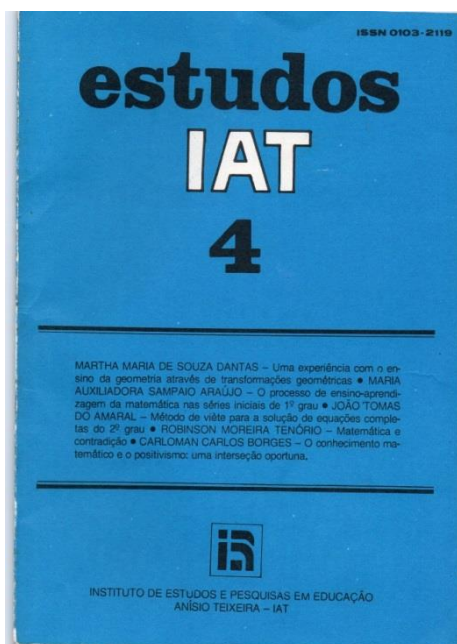 ISSN 0103-2119
estudos
IAT
4
MARTHA MARIA DE SOUZA DANTAS – Uma experiência com o en-
sino da geometria através de transformações geométricas ● MARIA
AUXILIADORA SAMPAIO ARAÚJO – O processo de ensino-aprendi-
zagem da matemática nas séries iniciais de 1º grau ● JOÃO TOMAS
DO AMARAL – Método de viète para a solução de equações comple-
tas do 2º grau ● ROBINSON MOREIRA TENÓRIO – Matemática e
contradição ● CARLOMAN CARLOS BORGES – O conhecimento ma-
temático e o positivismo: uma interseção oportuna.
INSTITUTO DE ESTUDOS E PESQUISAS EM EDUCAÇÃO
ANÍSIO TEIXEIRA – IAT